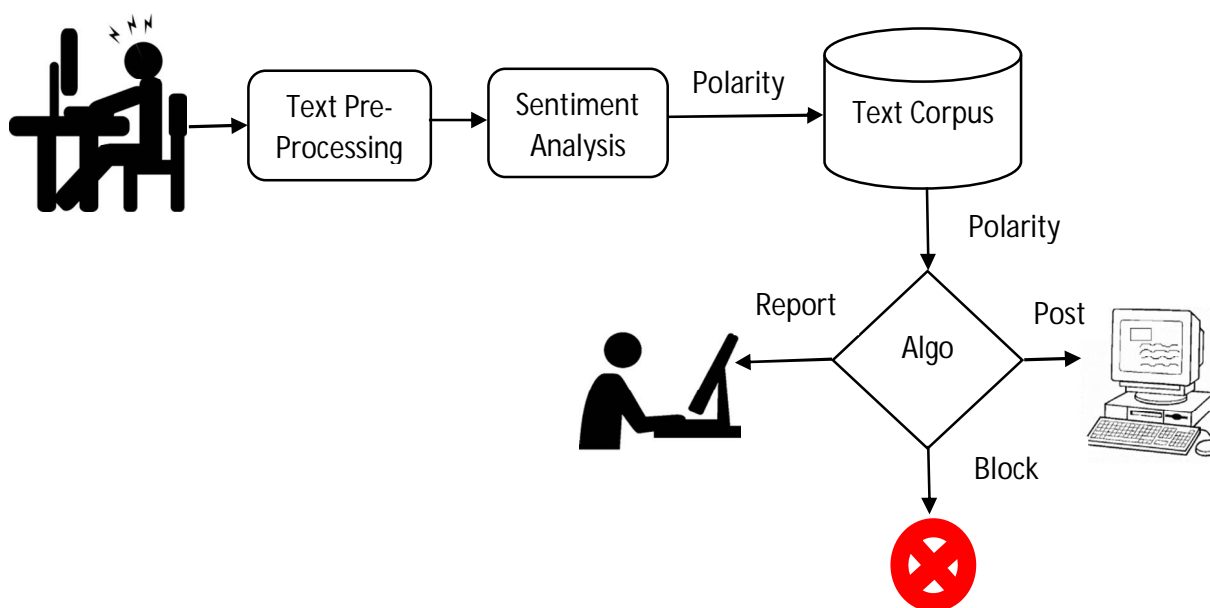 Text Pre-
Processing
Sentiment
Analysis
Polarity
Text Corpus
Polarity
Report
Algo
Post
Block